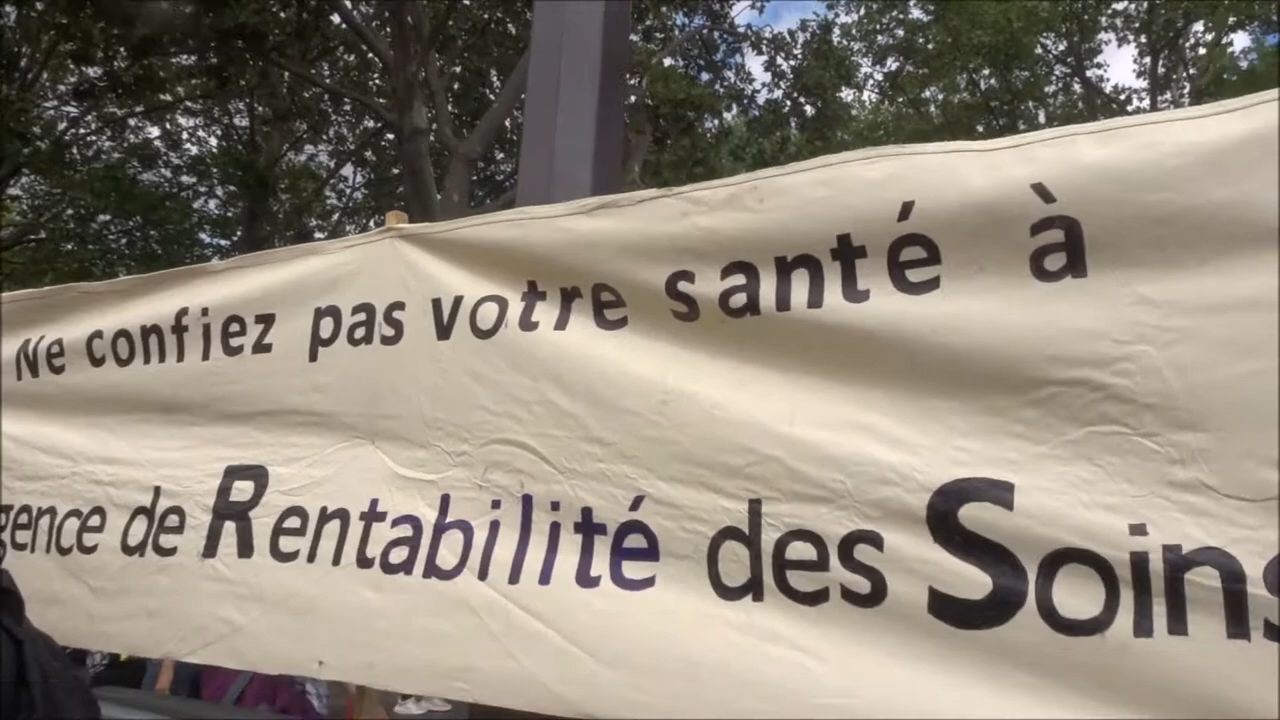 Ne confiez pas votre santé à
gence de Rentabilité des Soins